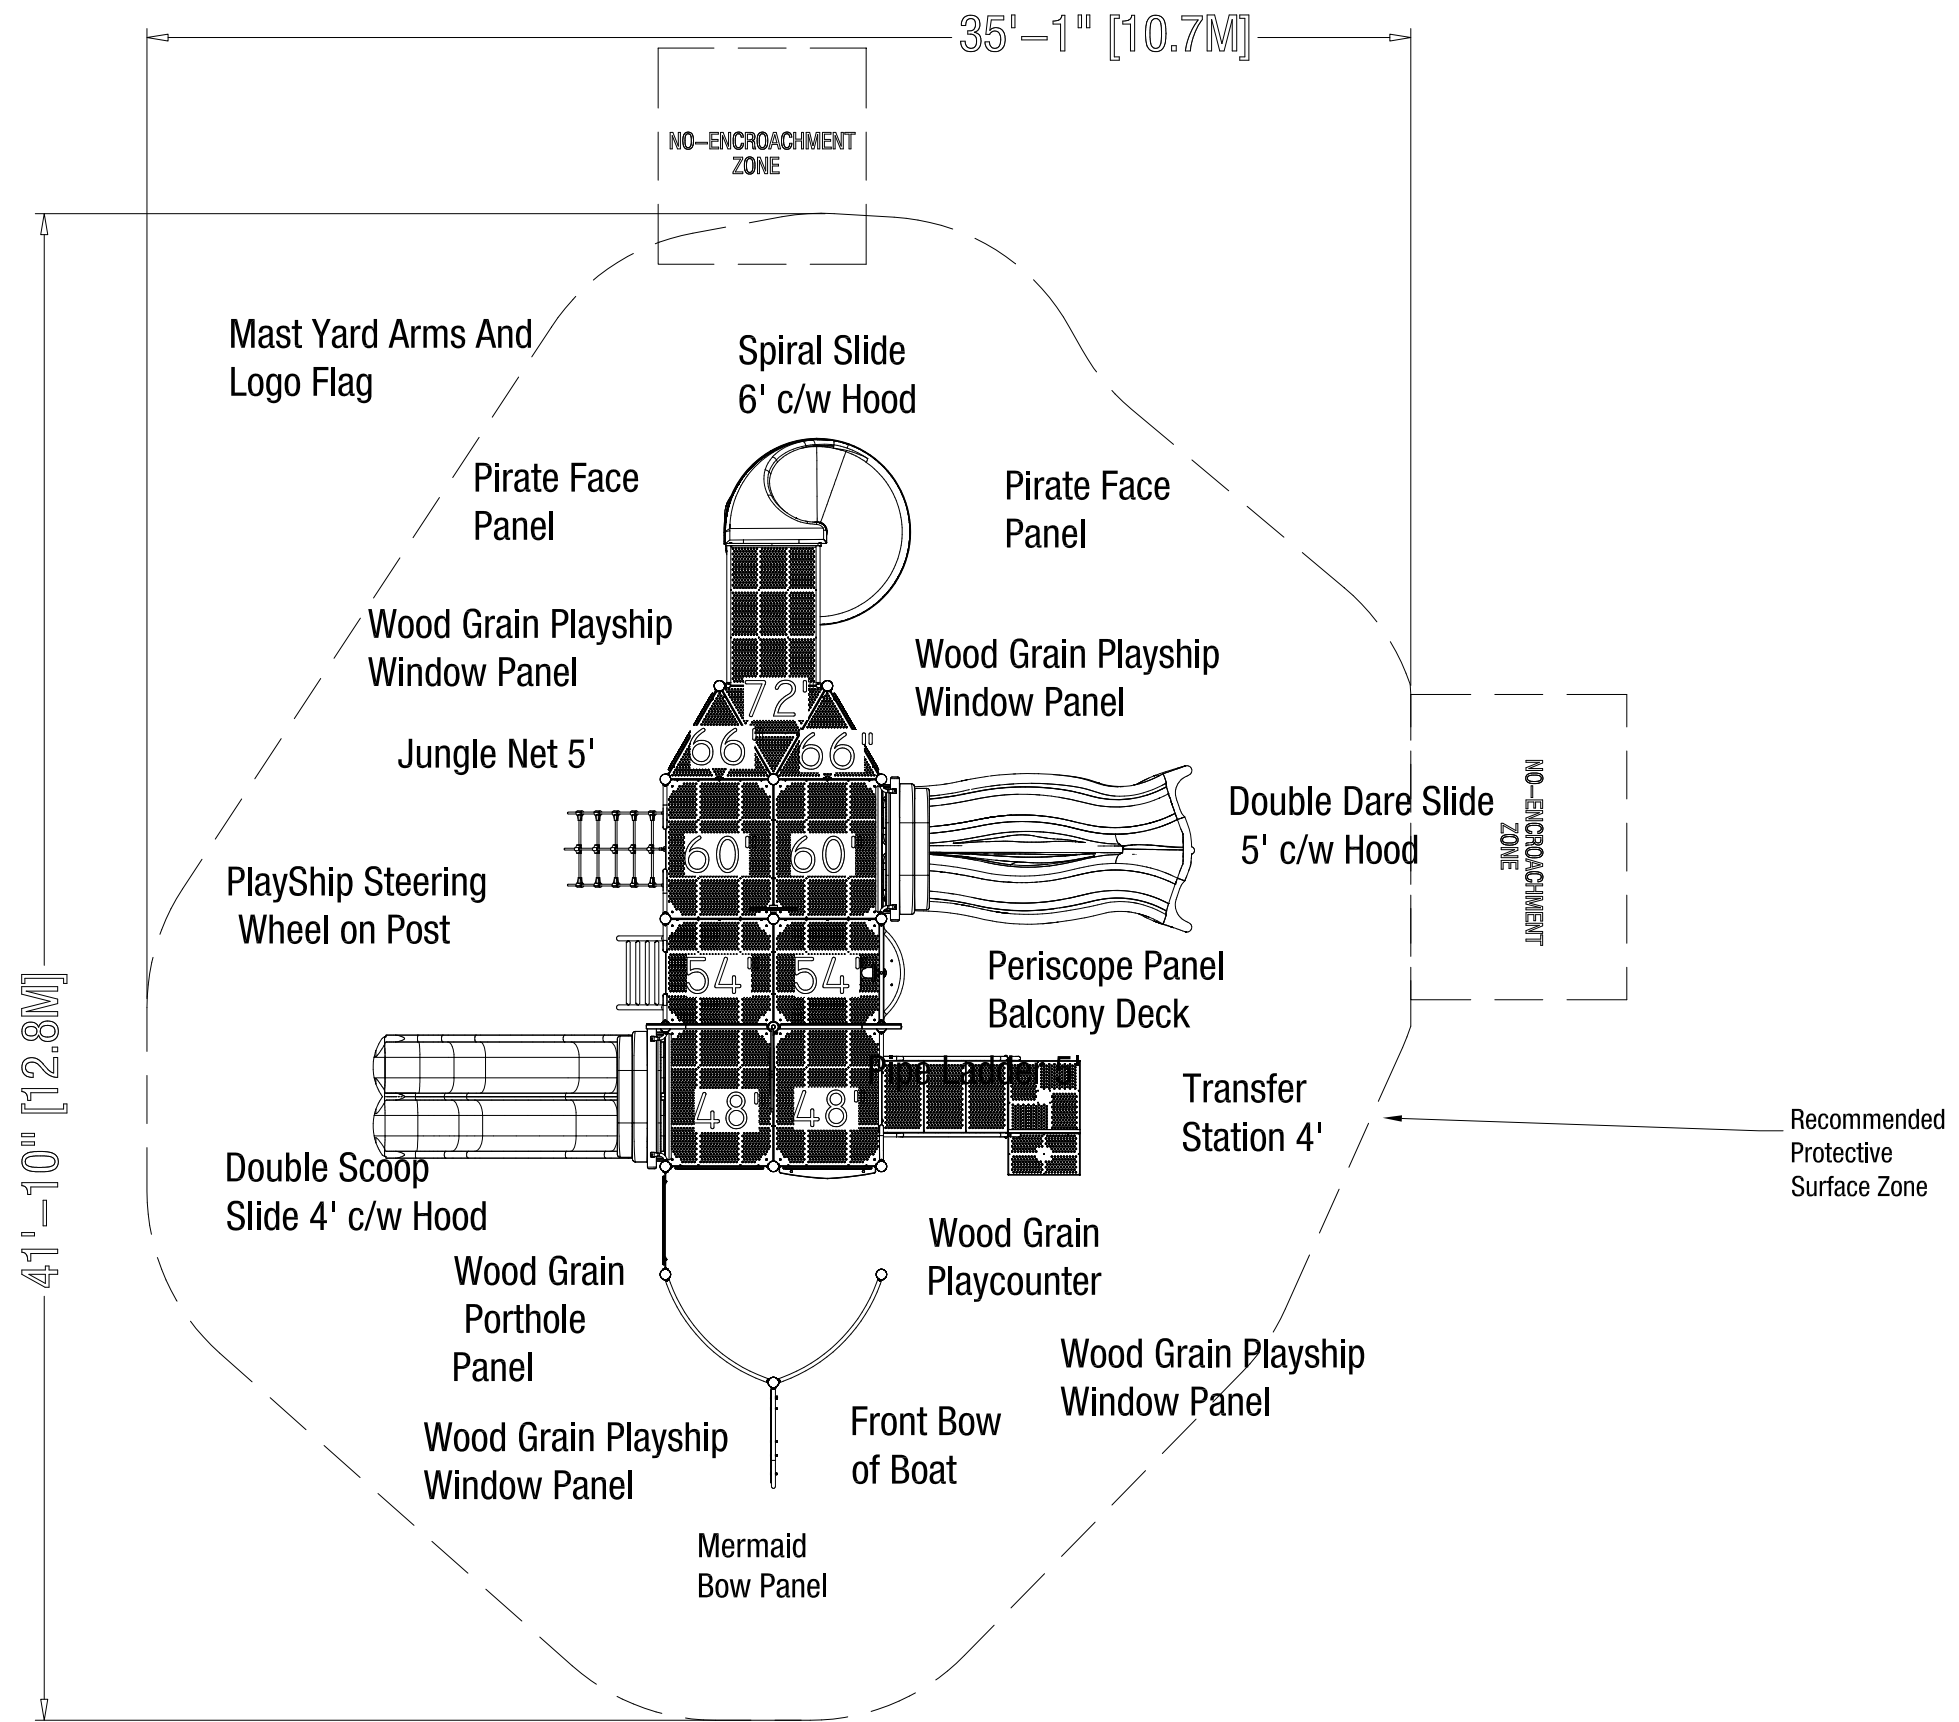 35'–1" [10.7M]
NO–ENCROACHMENT
ZONE
Mast Yard Arms And
Logo Flag
Spiral Slide
6' c/w Hood
Pirate Face
Panel
Pirate Face
Panel
Wood Grain Playship
Window Panel
Wood Grain Playship
Window Panel
72"
66"
66"
Jungle Net 5'
NO–ENCROACHMENT
ZONE
Double Dare Slide
5' c/w Hood
60"
60"
PlayShip Steering
Wheel on Post
54"
54"
Periscope Panel
Balcony Deck
41'–10" [12.8M]
Pipe Ladder 5'
48"
48"
Transfer
Station 4'
Recommended
Protective
Surface Zone
Double Scoop
Slide 4' c/w Hood
Wood Grain
Playcounter
Wood Grain
Porthole
Panel
Wood Grain Playship
Window Panel
Front Bow
of Boat
Wood Grain Playship
Window Panel
Mermaid
Bow Panel